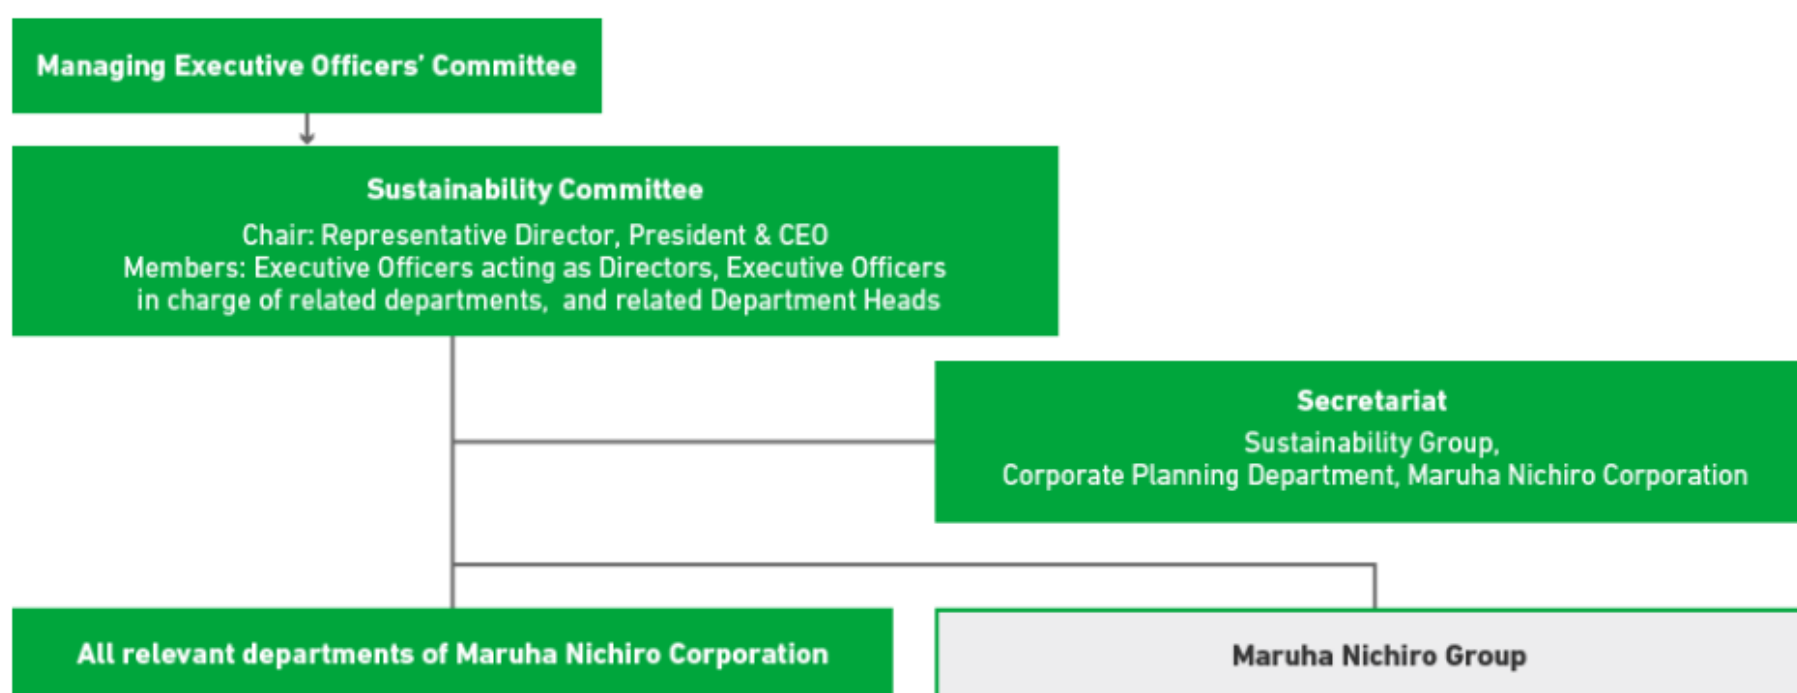 Managing Executive Officers’ Committee
Sustainability Committee
Chair: Representative Director, President & CEO
Members: Executive Officers acting as Directors, Executive Officers
in charge of related departments, and related Department Heads
Secretariat
Sustainability Group,
Corporate Planning Department, Maruha Nichiro Corporation
All relevant departments of Maruha Nichiro Corporation
Maruha Nichiro Group